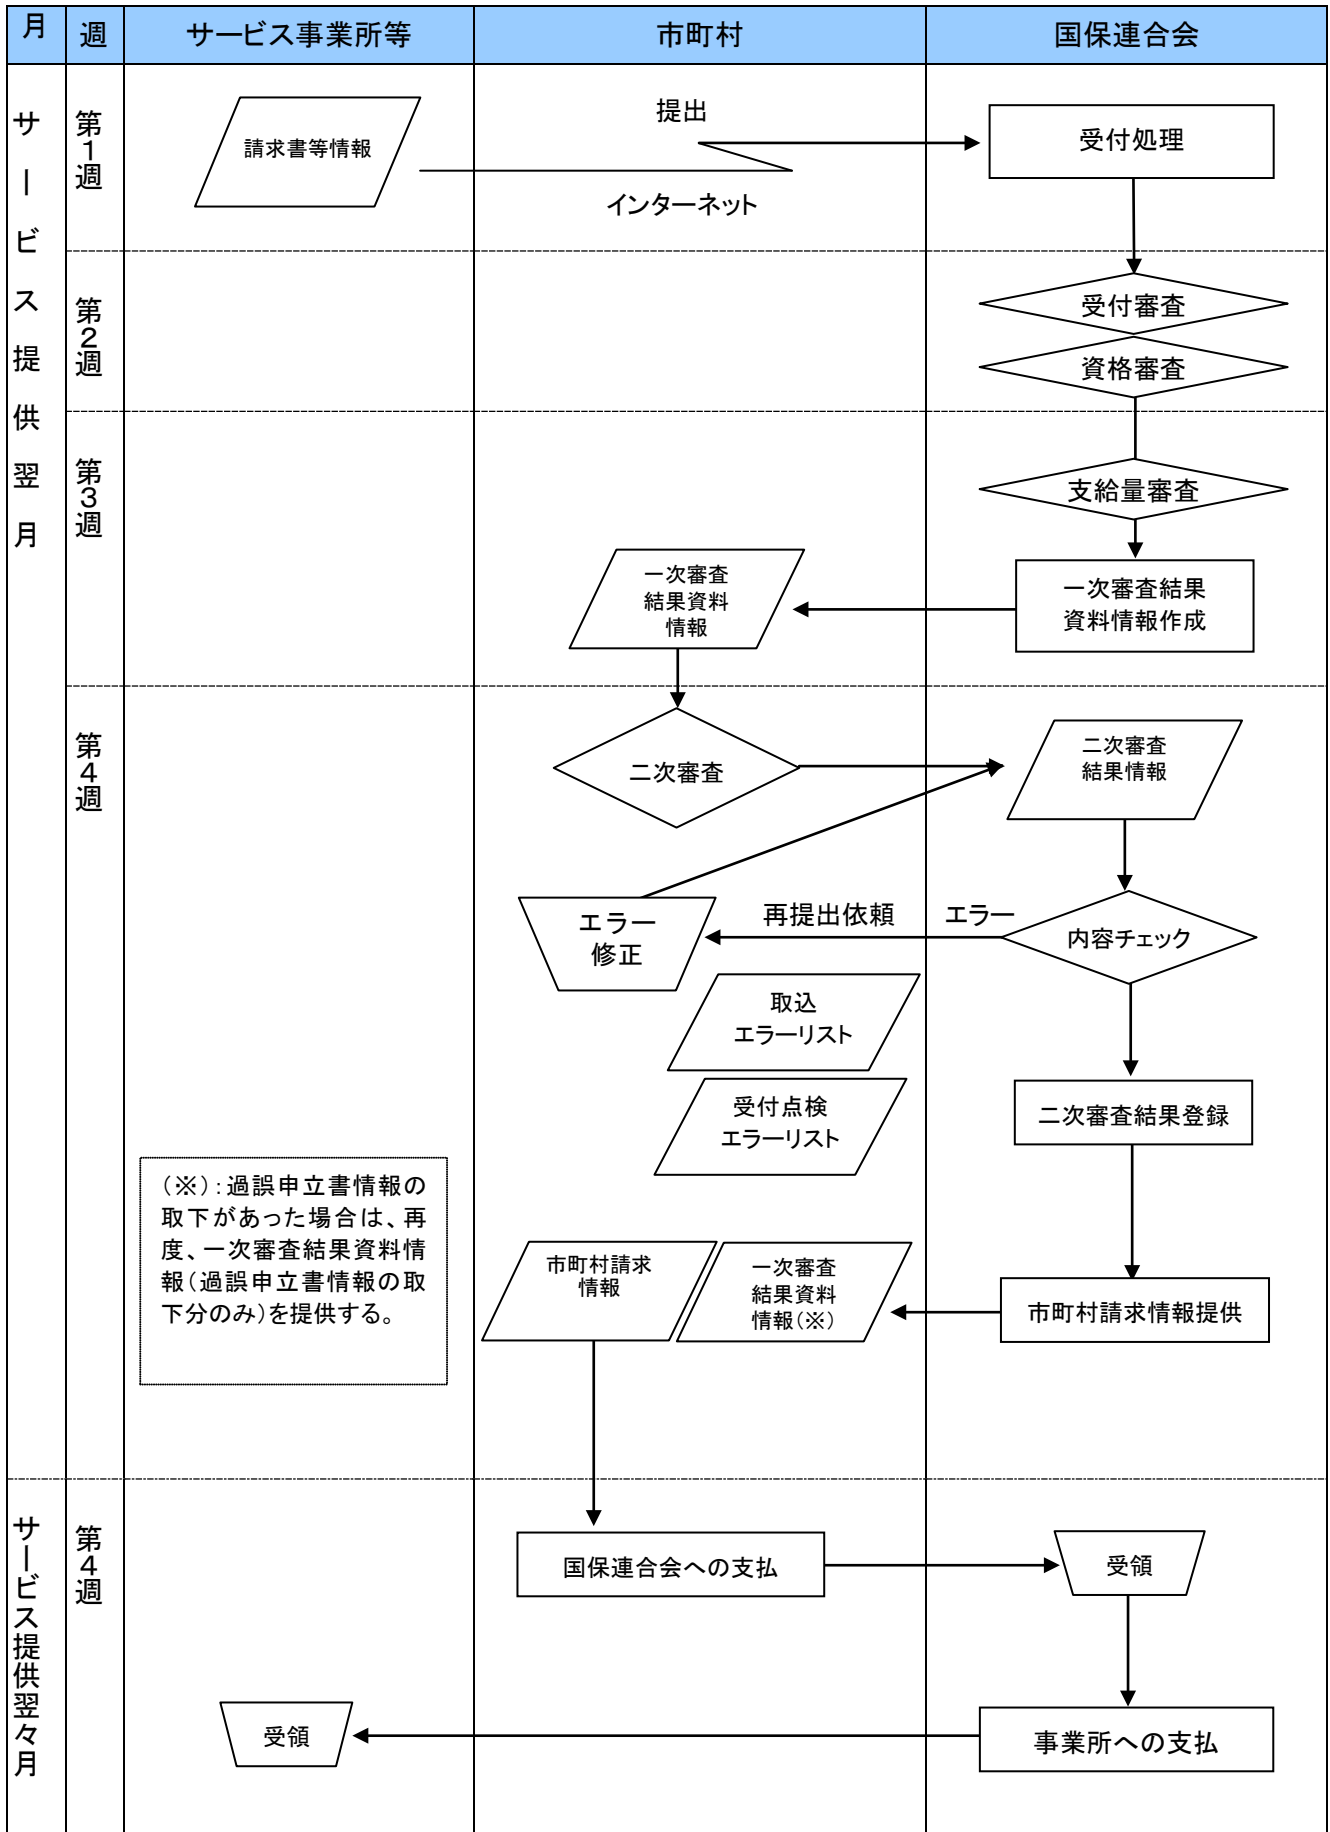 月
週
サービス事業所等
市町村
国保連合会
サービス提供翌月
第1週
請求書等情報
提出
インターネット
受付処理
第2週
受付審査
資格審査
第3週
支給量審査
一次審査
結果資料
情報
一次審査結果
資料情報作成
第4週
二次審査
二次審査
結果情報
エラー
修正
再提出依頼
エラー
内容チェック
取込
エラーリスト
受付点検
エラーリスト
二次審査結果登録
(※):過誤申立書情報の
取下があった場合は、再
度、一次審査結果資料情
報(過誤申立書情報の取
下分のみ)を提供する。
市町村請求
情報
一次審査
結果資料
情報(※)
市町村請求情報提供
サービス提供翌々月
第4週
国保連合会への支払
受領
受領
事業所への支払